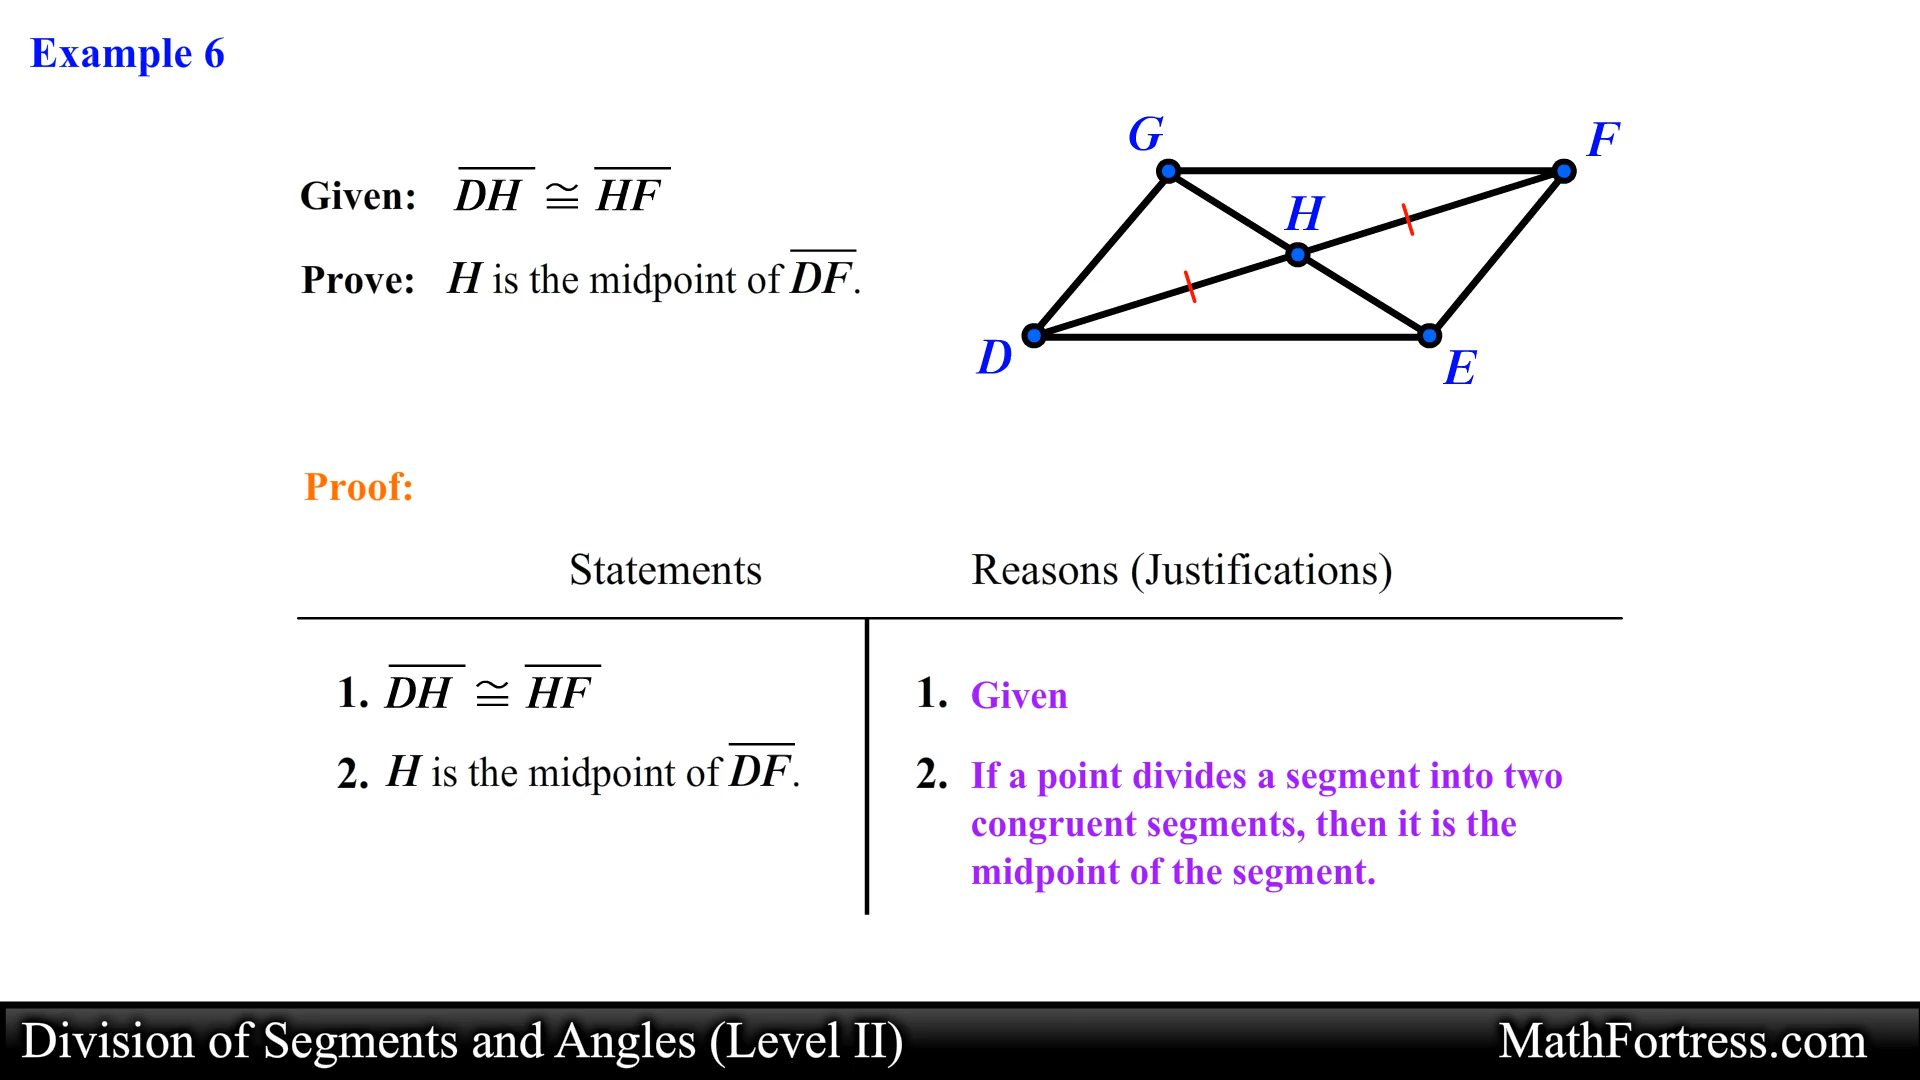 Example 6
G
F
Given: DH ≅ HF
H
Prove: H is the midpoint of DF.
D
E
Proof:
Statements
Reasons (Justifications)
1. DH ≅ HF
1. Given
2. H is the midpoint of DF.
2. If a point divides a segment into two
congruent segments, then it is the
midpoint of the segment.
Division of Segments and Angles (Level II)
MathFortress.com